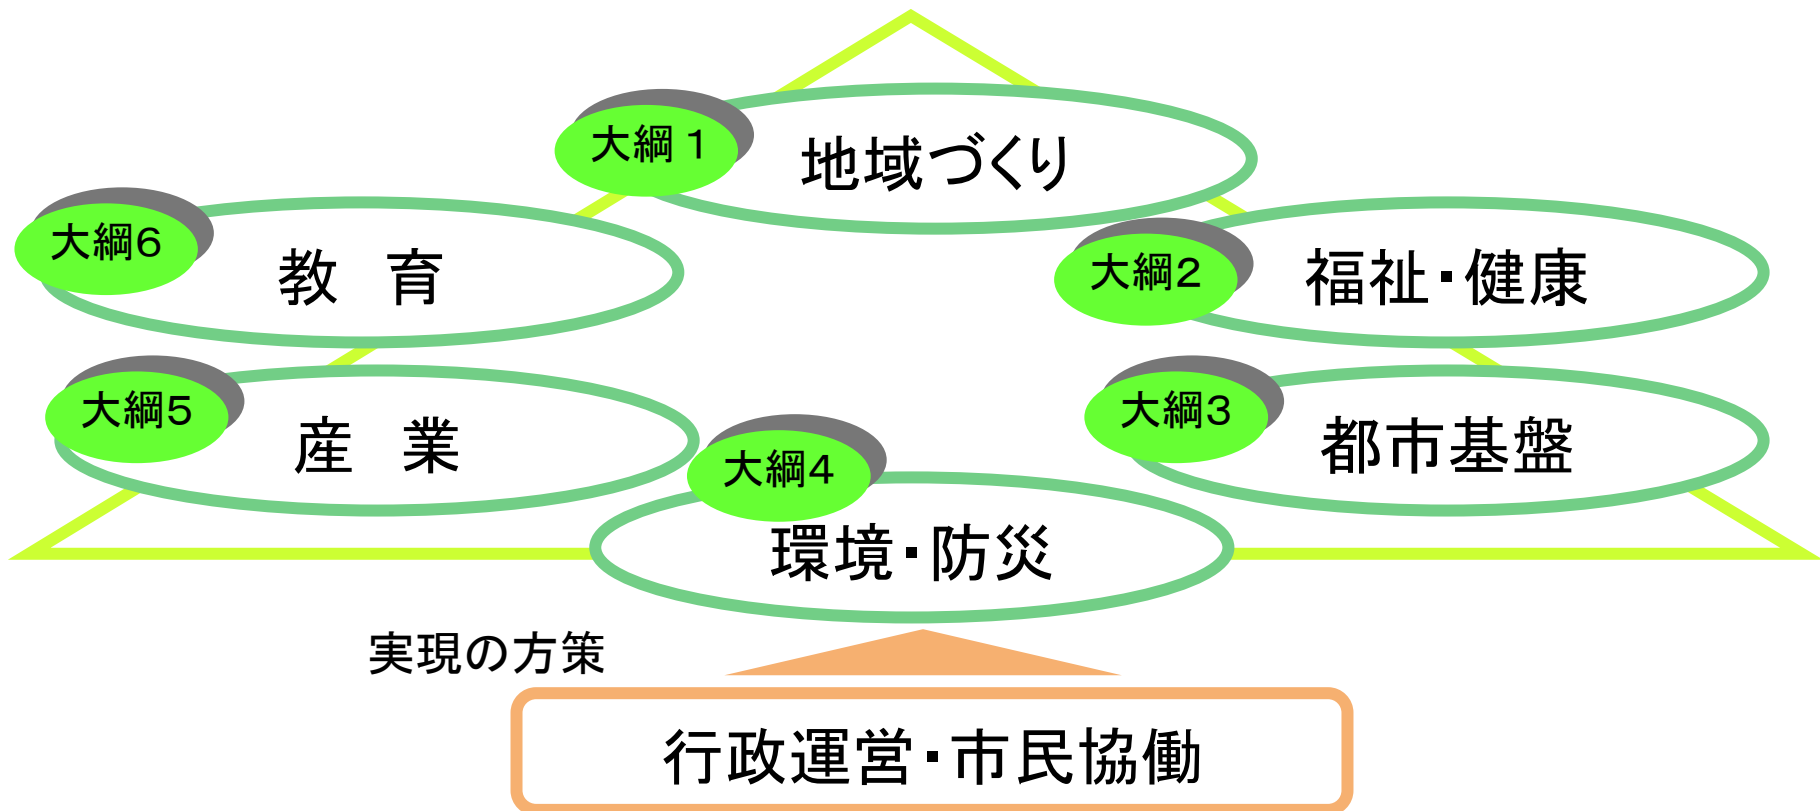 大綱１
地域づくり
大綱６
教　育
大綱２
福祉・健康
大綱５
産　業
大綱３
都市基盤
大綱４
環境・防災
実現の方策
行政運営・市民協働